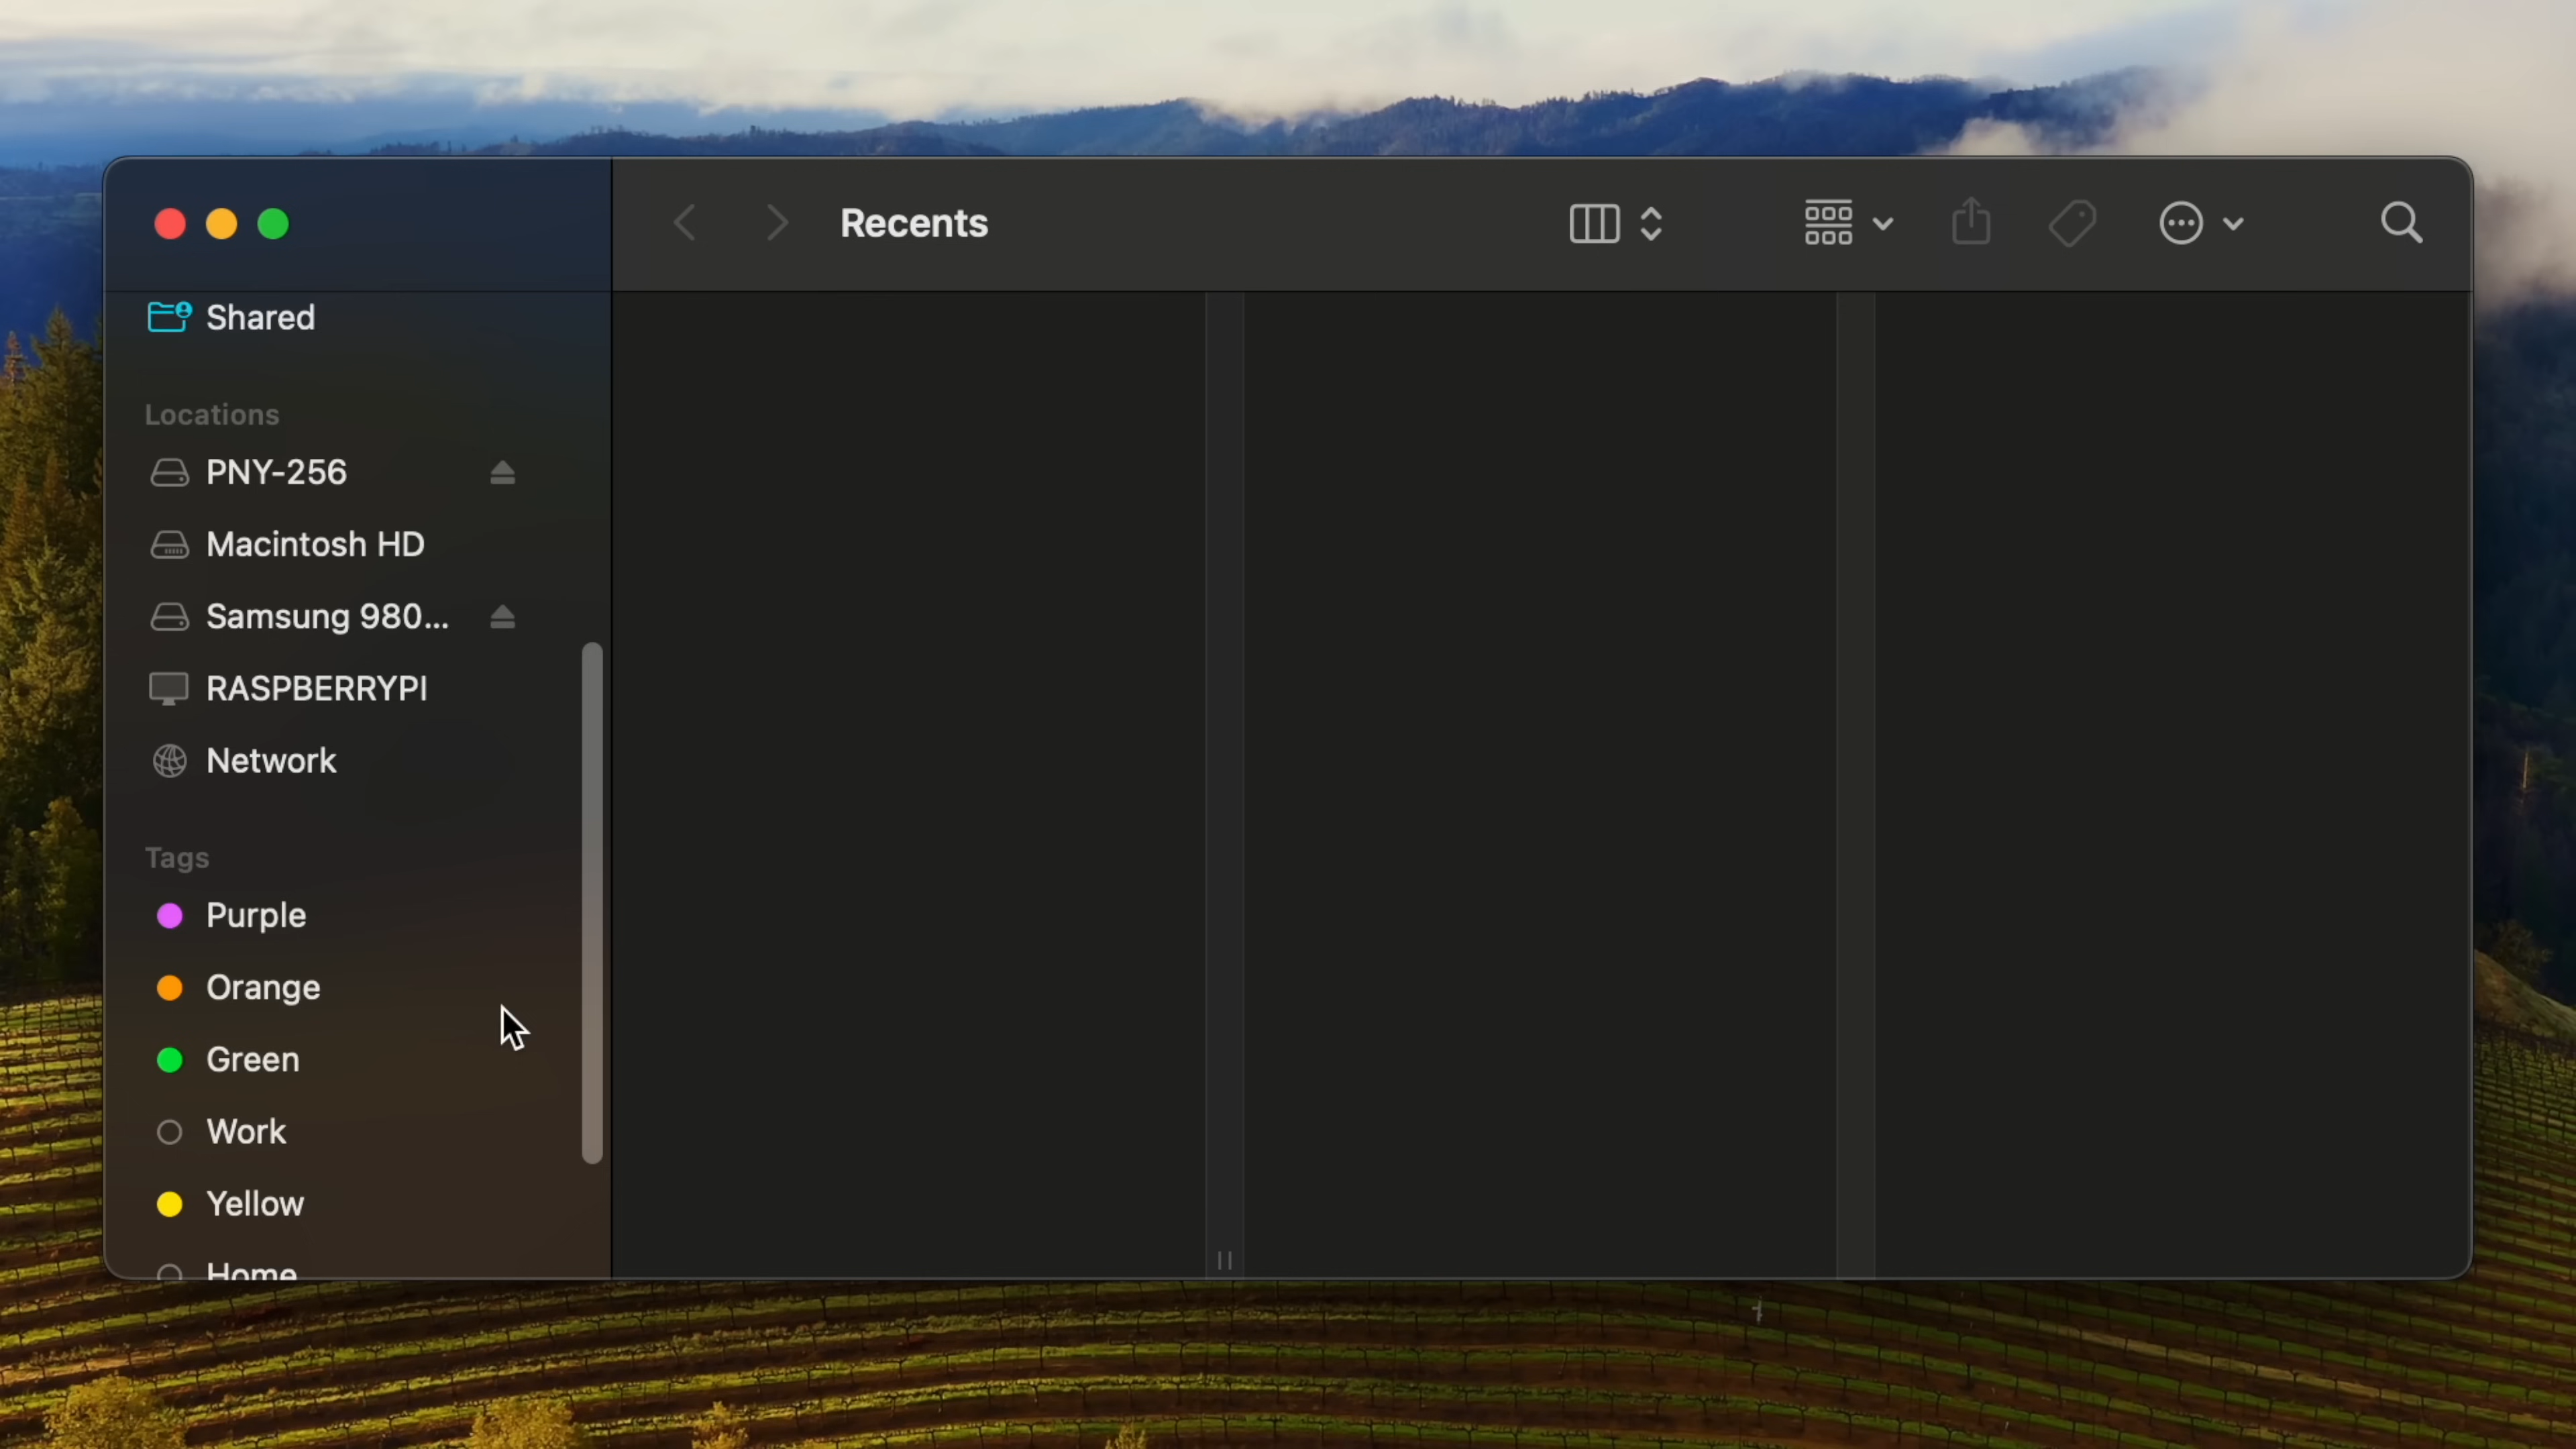 Recents
Shared
Locations
PNY-256
Macintosh HD
Samsung 980...
RASPBERRYPI
Network
Tags
Purple
Orange
Green
Work
Yellow
Home